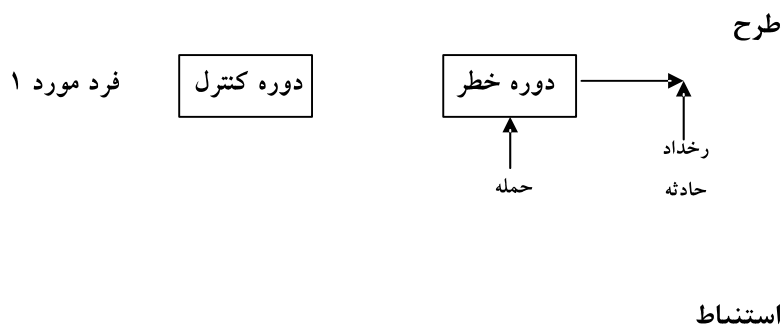 طرح
فرد مورد ۱
دوره کنترل
دوره خطر
رخداد
حادثه
حمله
استنباط